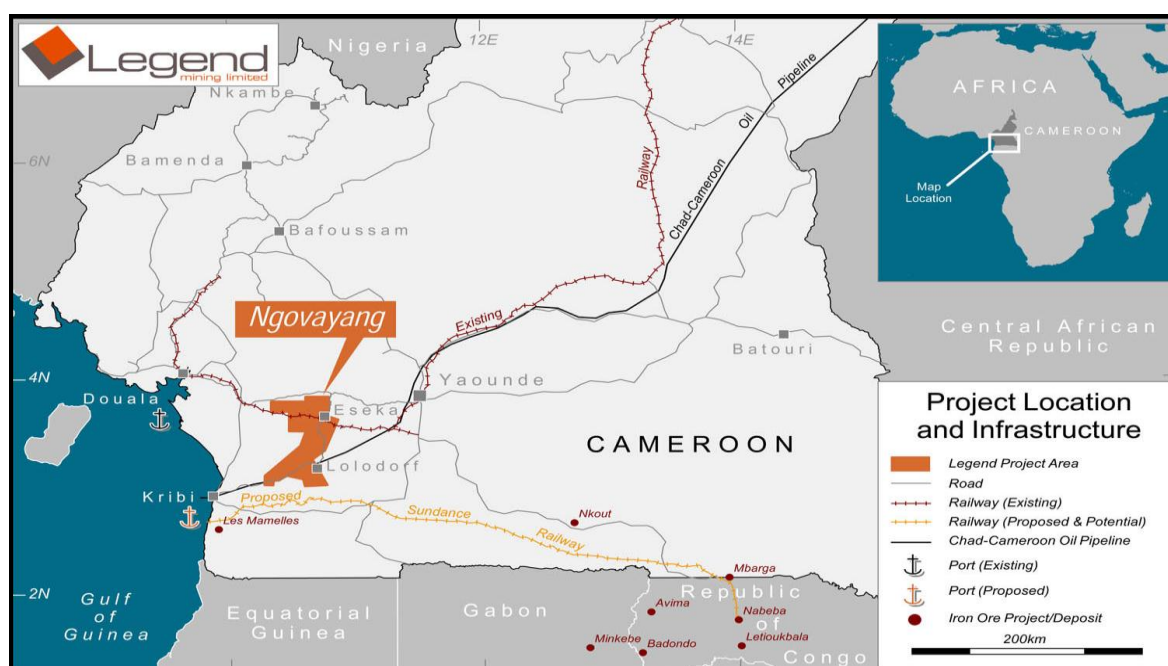 Legend
mining limited
Nigeria
12E
14E
Nkambe
6N
Bamenda
Bafoussam
Railway
Chad-Cameroon Oil Pipeline
Ngovayang
Existing
Batouri
Central African
Republic
4N
Douala
Yaounde
Eseka
CAMEROON
Lolodorf
Kribi
Proposed Sundance Railway
Les Mamelles
Nkout
Mbarga
2N
Gulf
of
Guinea
Equatorial
Guinea
Gabon
Republic
of
Congo
Avima
Nabeba
Minkebe
Badondo
Letioukbala
AFRICA
CAMEROON
Map
Location
Project Location
and Infrastructure
Legend Project Area
Road
Railway (Existing)
Railway (Proposed & Potential)
Chad-Cameroon Oil Pipeline
Port (Existing)
Port (Proposed)
Iron Ore Project/Deposit
200km